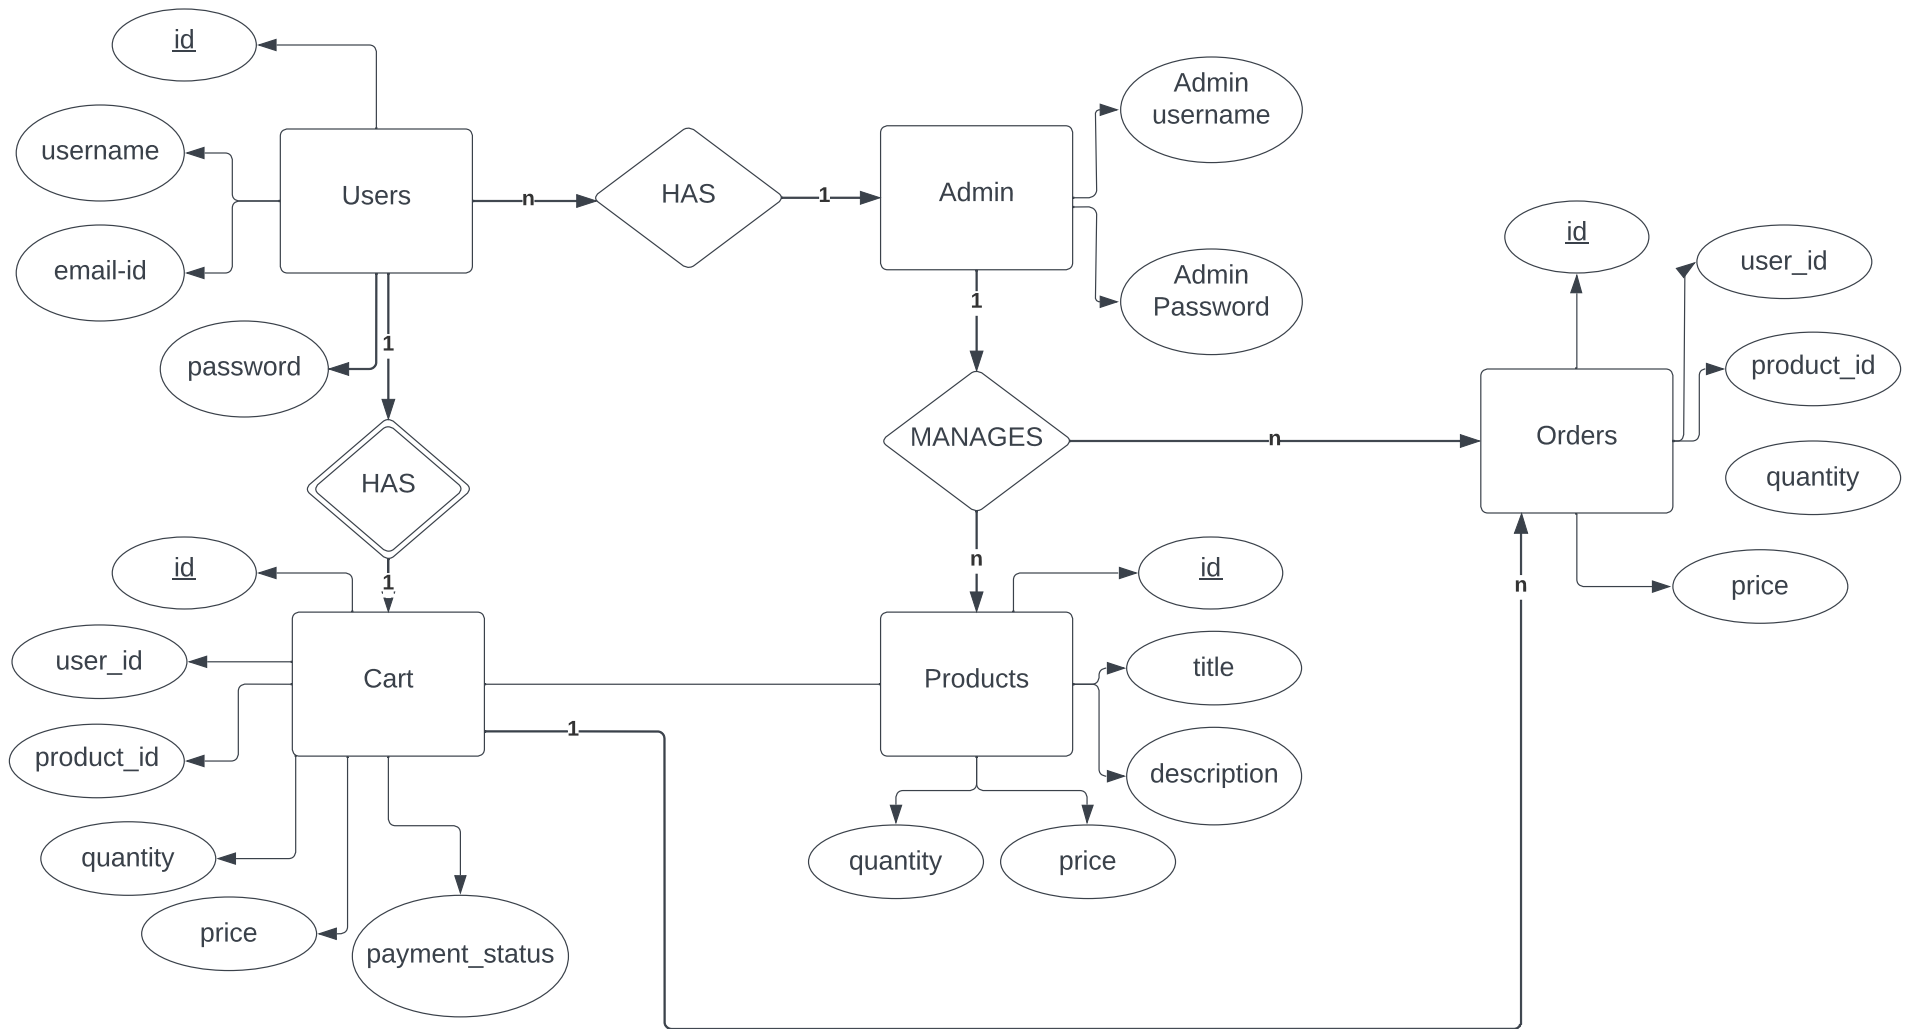 id
username
email-id
password
Users
n
HAS
1
Admin
Admin
username
Admin
Password
1
HAS
1
1
MANAGES
n
n
id
user_id
product_id
quantity
price
Orders
n
id
user_id
product_id
quantity
price
payment_status
Cart
1
Products
id
title
description
quantity
price